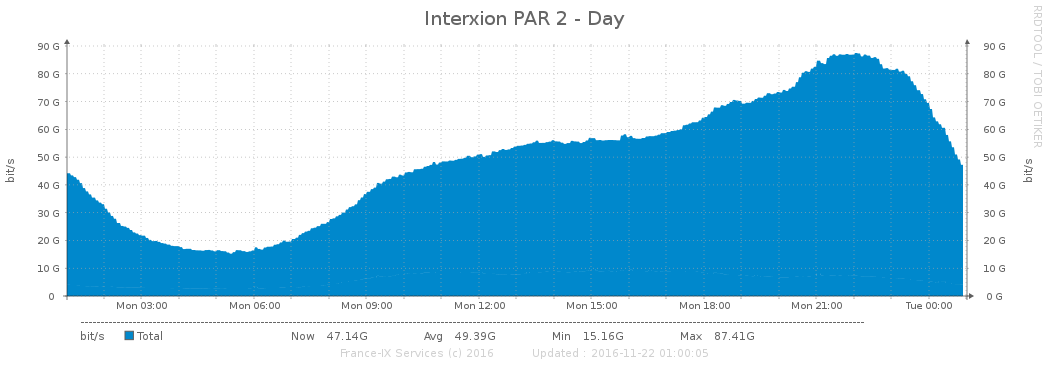 Interxion PAR 2 - Day
RRDTOOL / TOBI OETIKER
90 G 90 G
80 G 80 G
70 G 70 G
60 G 60 G
50 G 50 G
40 G 40 G
30 G 30 G
20 G 20 G
10 G 10 G
0 0 G
bit/s bit/s
Mon 03:00 Mon 06:00 Mon 09:00 Mon 12:00 Mon 15:00 Mon 18:00 Mon 21:00 Tue 00:00
bit/s Total Now 47.14G Avg 49.39G Min 15.16G Max 87.41G
France-IX Services (c) 2016 Updated : 2016-11-22 01:00:05